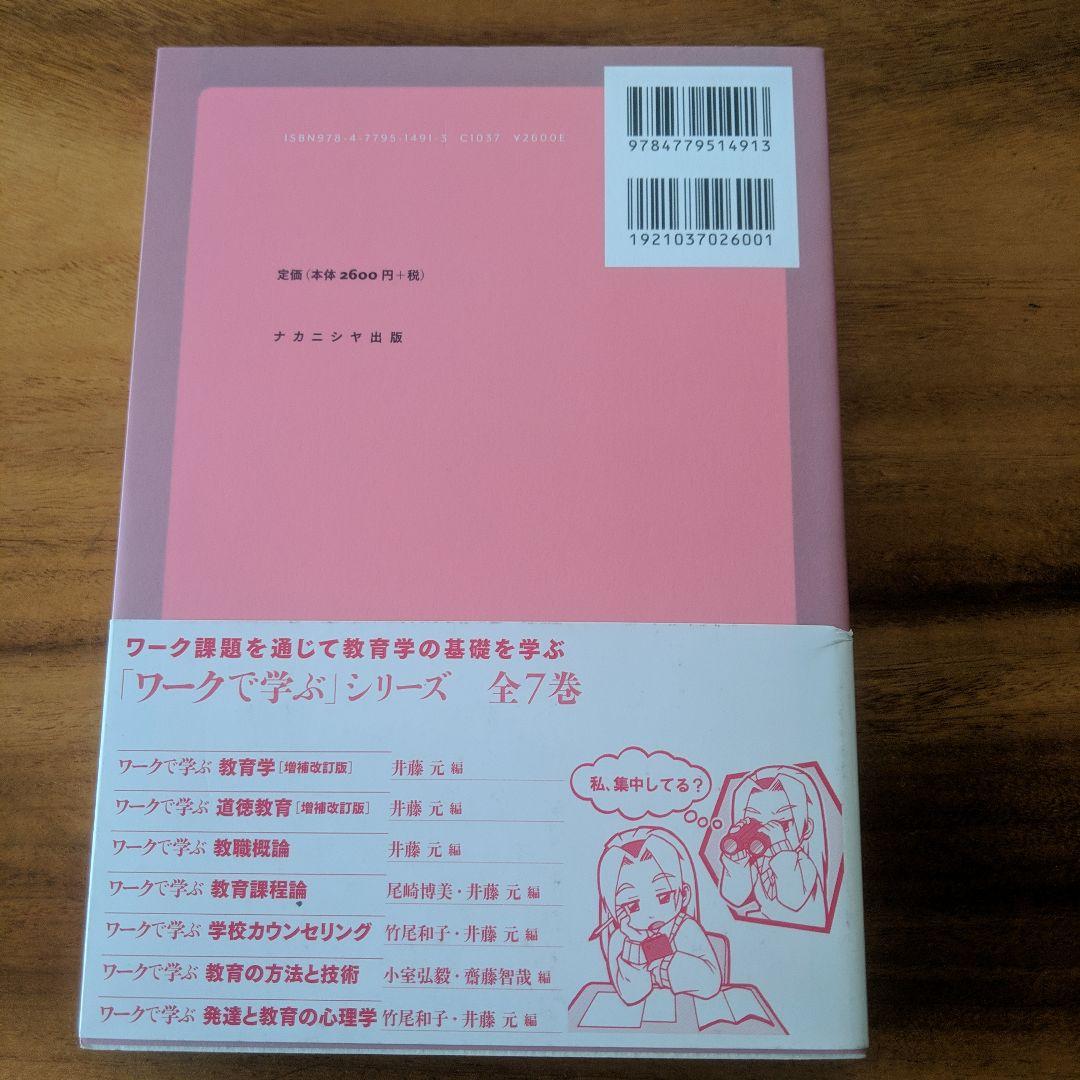 ISBN978-4-7795-1491-3 C1037 ¥2600E
9784779514913
1921037026001
定価(本体2600円+税)
ナカニシヤ出版
ワーク課題を通じて教育学の基礎を学ぶ
「ワークで学ぶ」シリーズ 全7巻
ワークで学ぶ 教育学[増補改訂版] 井藤 元 編
ワークで学ぶ 道徳教育[増補改訂版] 井藤 元 編
ワークで学ぶ 教職概論 井藤 元 編
ワークで学ぶ 教育課程論 尾崎博美・井藤 元 編
ワークで学ぶ 学校カウンセリング 竹尾和子・井藤 元 編
ワークで学ぶ 教育の方法と技術 小室弘毅・齋藤智哉 編
ワークで学ぶ 発達と教育の心理学 竹尾和子・井藤 元 編
私、集中してる?